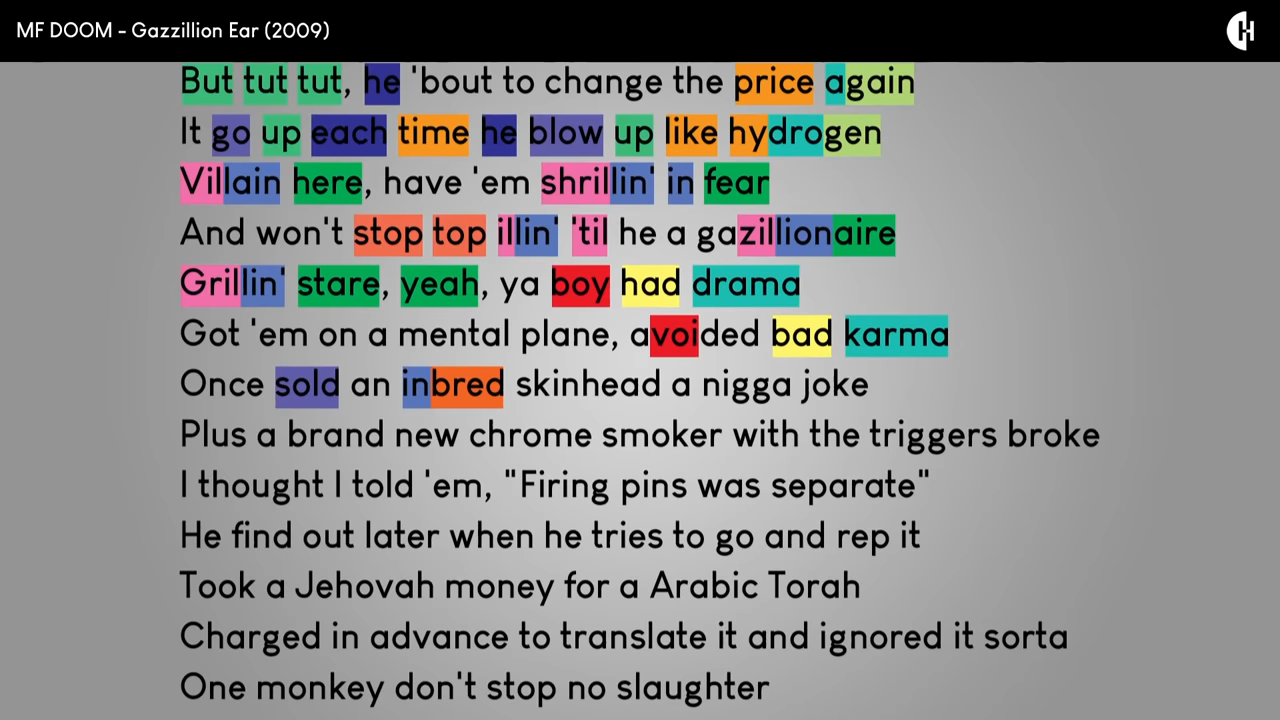 MF DOOM - Gazzillion Ear (2009)
But tut tut, he 'bout to change the price again
It go up each time he blow up like hydrogen
Villain here, have 'em shrillin' in fear
And won't stop top illin' 'til he a gazillionaire
Grillin' stare, yeah, ya boy had drama
Got 'em on a mental plane, avoided bad karma
Once sold an inbred skinhead a nigga joke
Plus a brand new chrome smoker with the triggers broke
I thought I told 'em, "Firing pins was separate"
He find out later when he tries to go and rep it
Took a Jehovah money for a Arabic Torah
Charged in advance to translate it and ignored it sorta
One monkey don't stop no slaughter